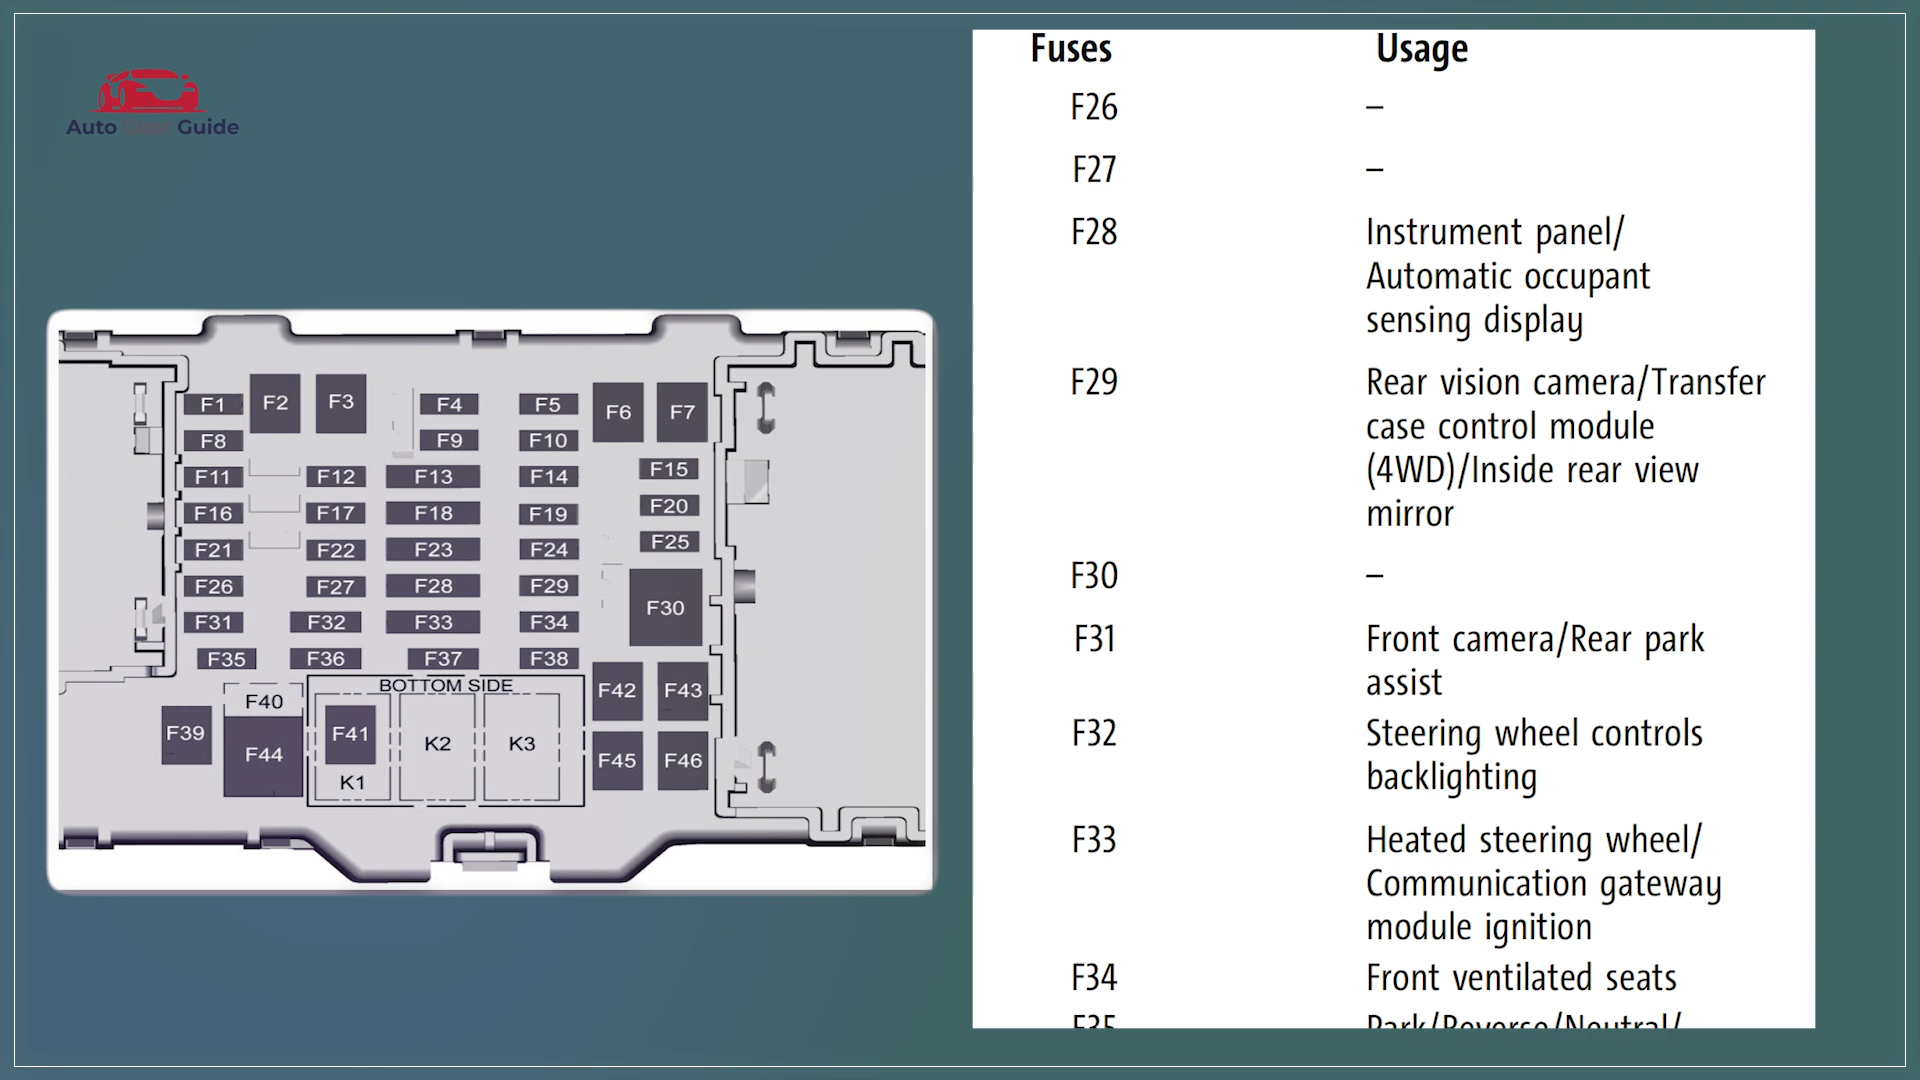 Auto User Guide
F1 F2 F3 F4 F5 F6 F7
F8 F9 F10
F11 F12 F13 F14 F15
F16 F17 F18 F19 F20
F21 F22 F23 F24 F25
F26 F27 F28 F29 F30
F31 F32 F33 F34
F35 F36 F37 F38
BOTTOM SIDE
F39 F40 F41 K2 K3 F42 F43
F44 K1 F45 F46
Fuses Usage
F26 –
F27 –
F28 Instrument panel/
Automatic occupant
sensing display
F29 Rear vision camera/Transfer
case control module
(4WD)/Inside rear view
mirror
F30 –
F31 Front camera/Rear park
assist
F32 Steering wheel controls
backlighting
F33 Heated steering wheel/
Communication gateway
module ignition
F34 Front ventilated seats
F35 Park/Reverse/Neutral/